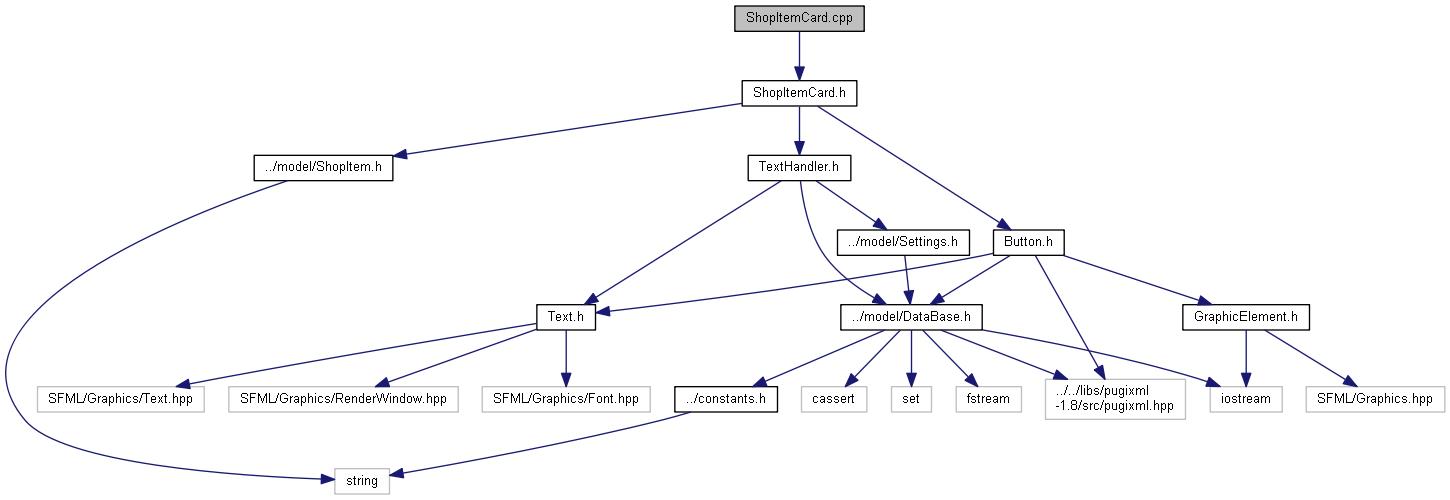 ShopItemCard.cpp
ShopItemCard.h
../model/ShopItem.h
TextHandler.h
../model/Settings.h
Button.h
Text.h
../model/DataBase.h
GraphicElement.h
SFML/Graphics/Text.hpp
SFML/Graphics/RenderWindow.hpp
SFML/Graphics/Font.hpp
../constants.h
cassert
set
fstream
../../libs/pugixml
-1.8/src/pugixml.hpp
iostream
SFML/Graphics.hpp
string